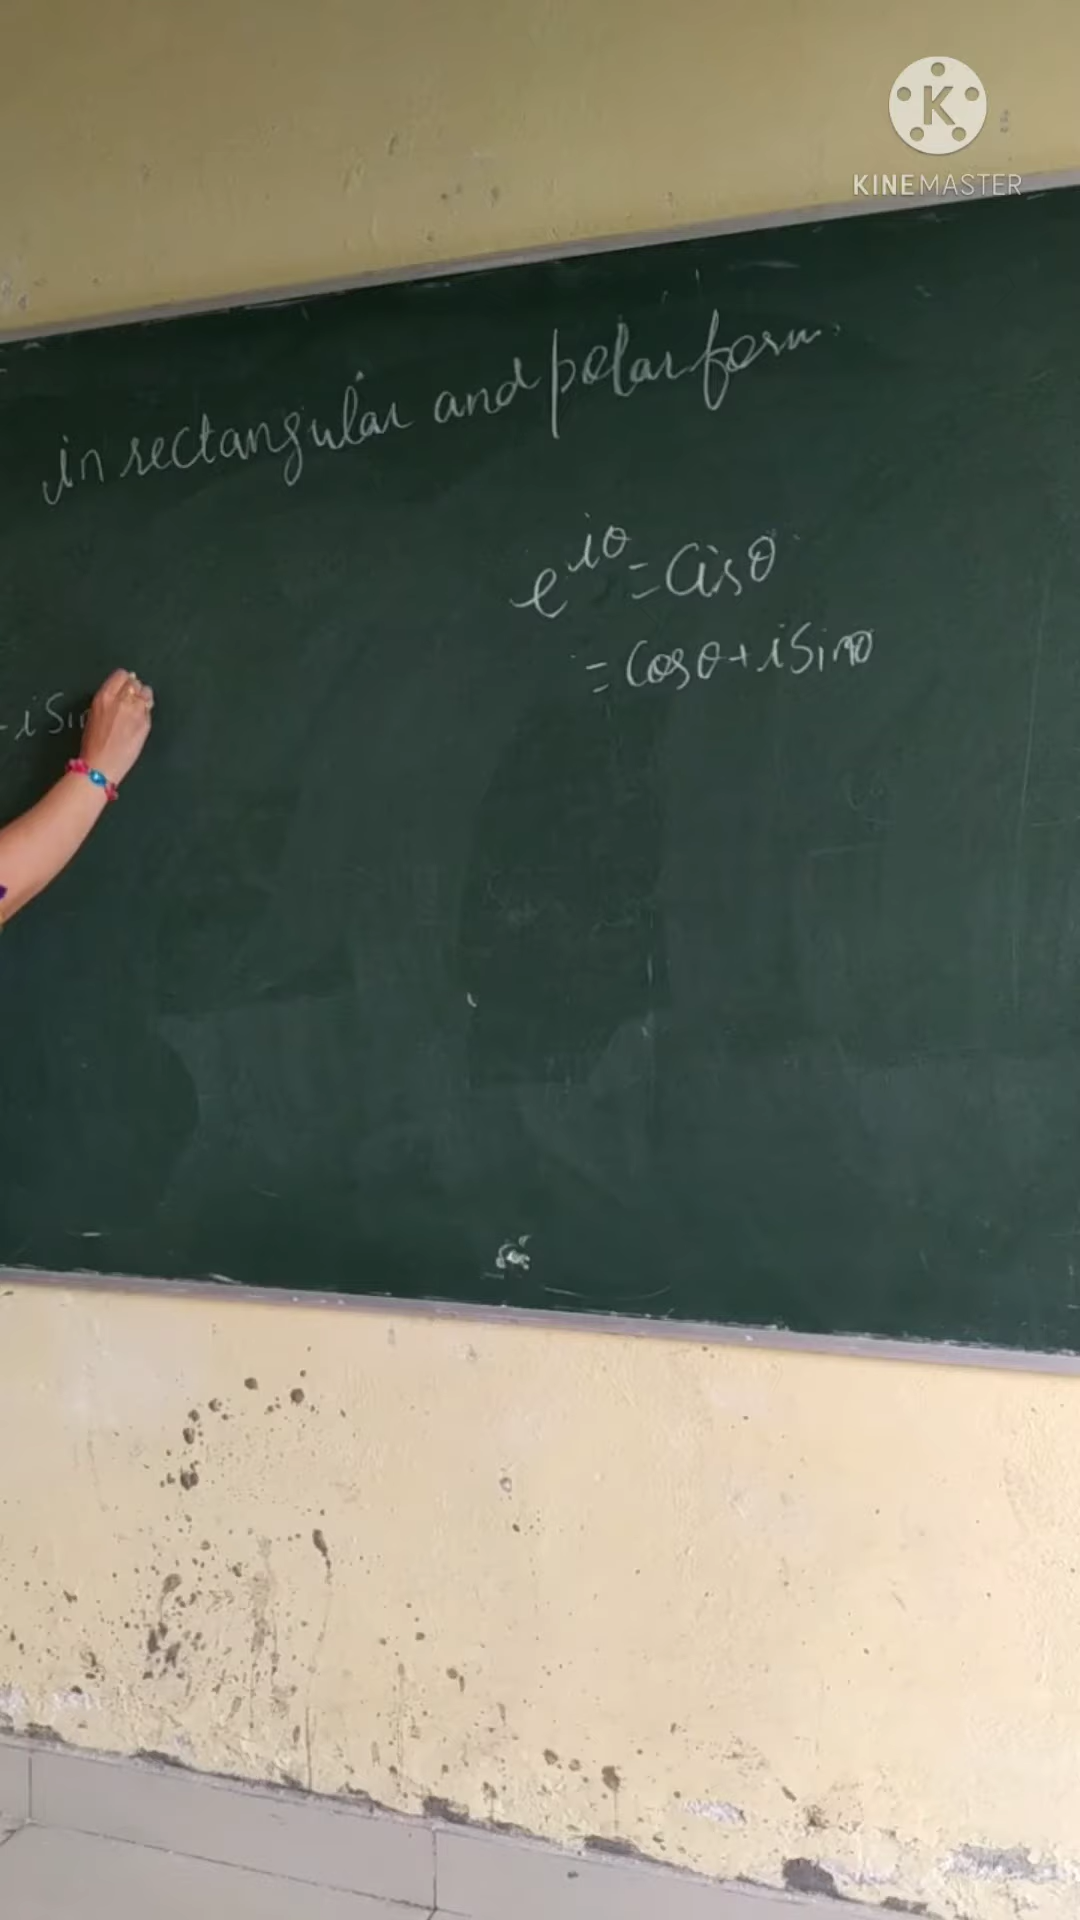 K
KINEMASTER
in rectangular and polar form.
e^{iθ} = Cisθ
= Cosθ + i Sinθ
- i Sin